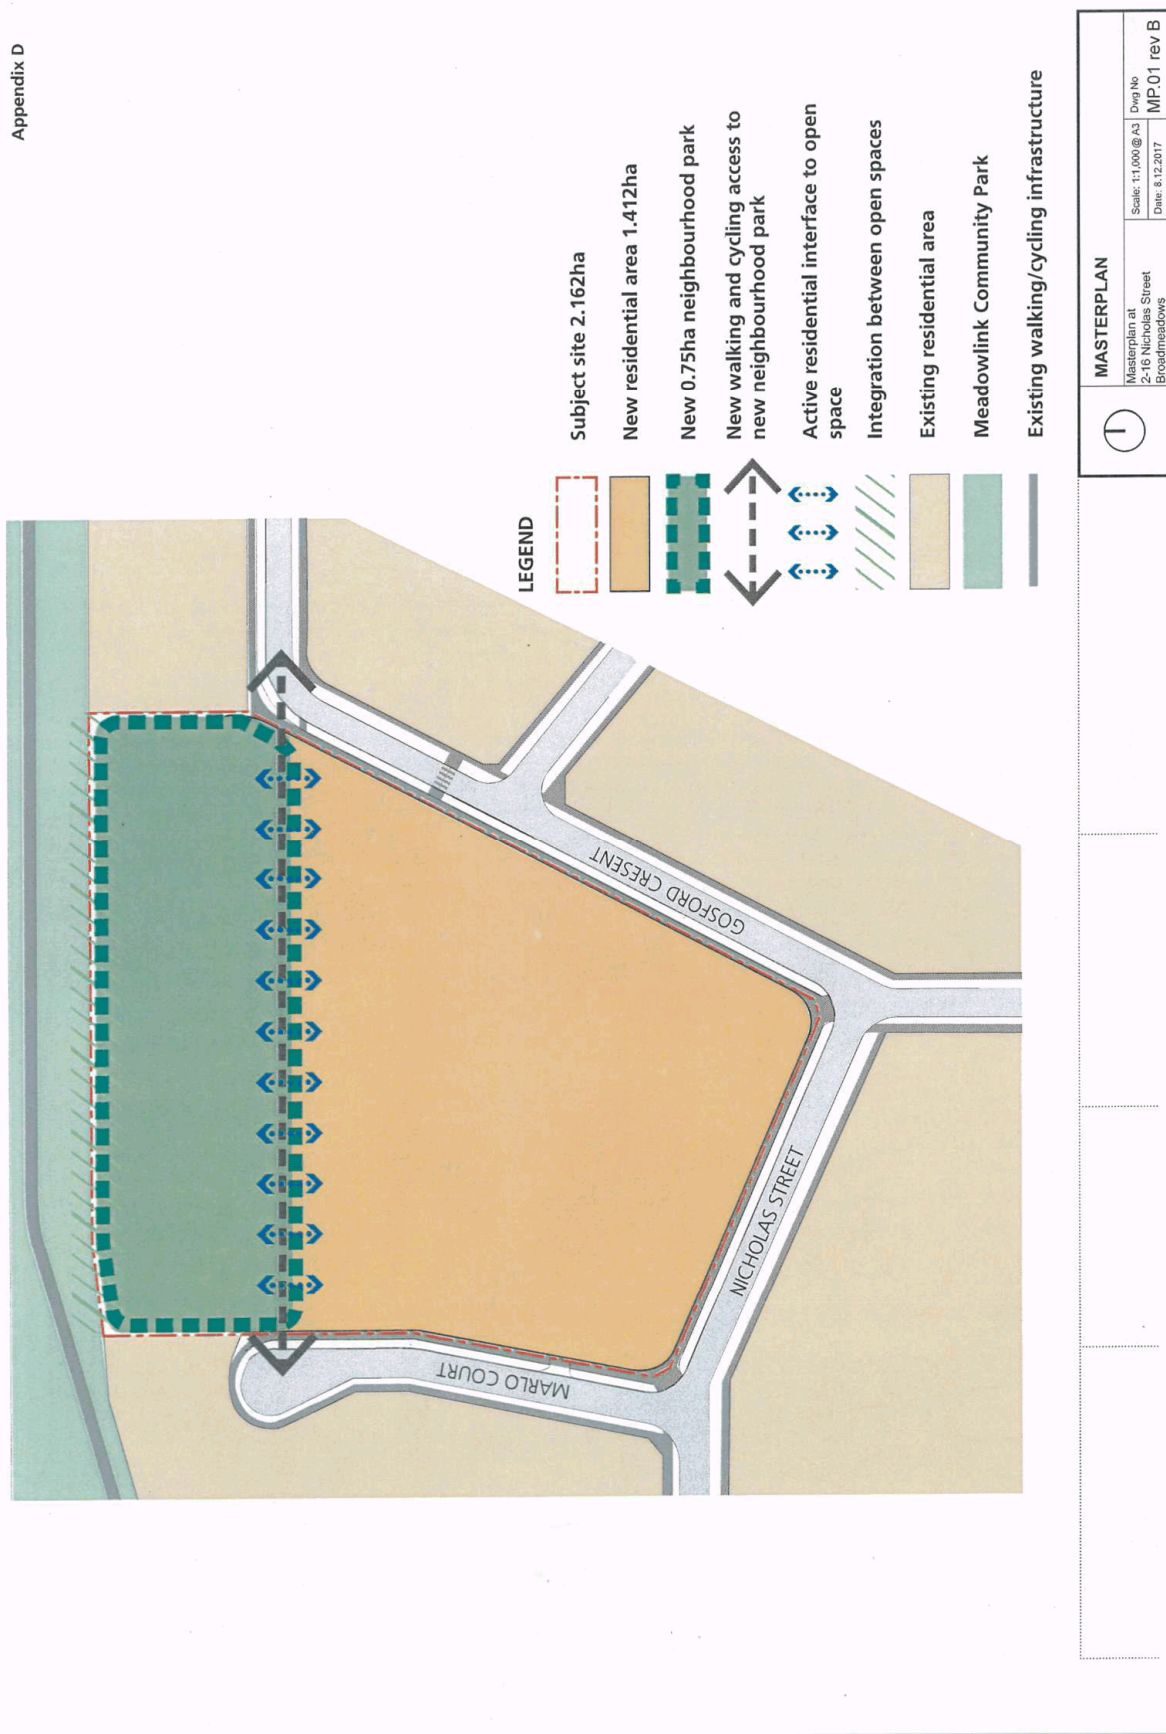 Appendix D
MARLO COURT
NICHOLAS STREET
GOSFORD CRESENT
LEGEND
Subject site 2.162ha
New residential area 1.412ha
New 0.75ha neighbourhood park
New walking and cycling access to
new neighbourhood park
Active residential interface to open
space
Integration between open spaces
Existing residential area
Meadowlink Community Park
Existing walking/cycling infrastructure
MASTERPLAN
Masterplan at
2-16 Nicholas Street
Broadmeadows
Scale: 1:1,000 @ A3
Date: 8.12.2017
Dwg No
MP.01 rev B